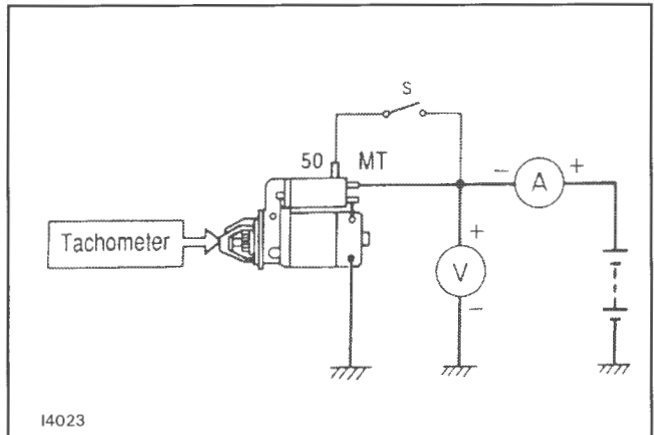 S
50 MT
− A +
Tachometer
+
V
−
I4023